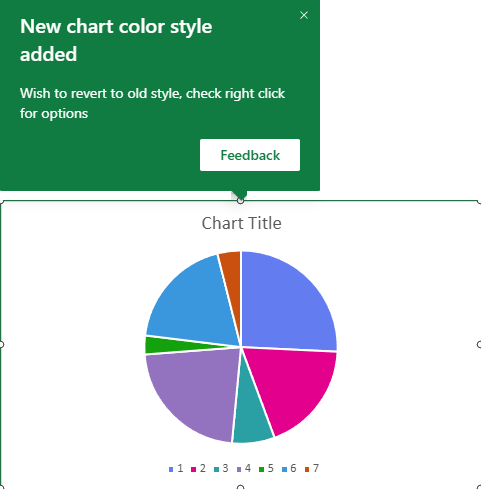 New chart color style
added
Wish to revert to old style, check right click
for options
Feedback
Chart Title
1 2 3 4 5 6 7